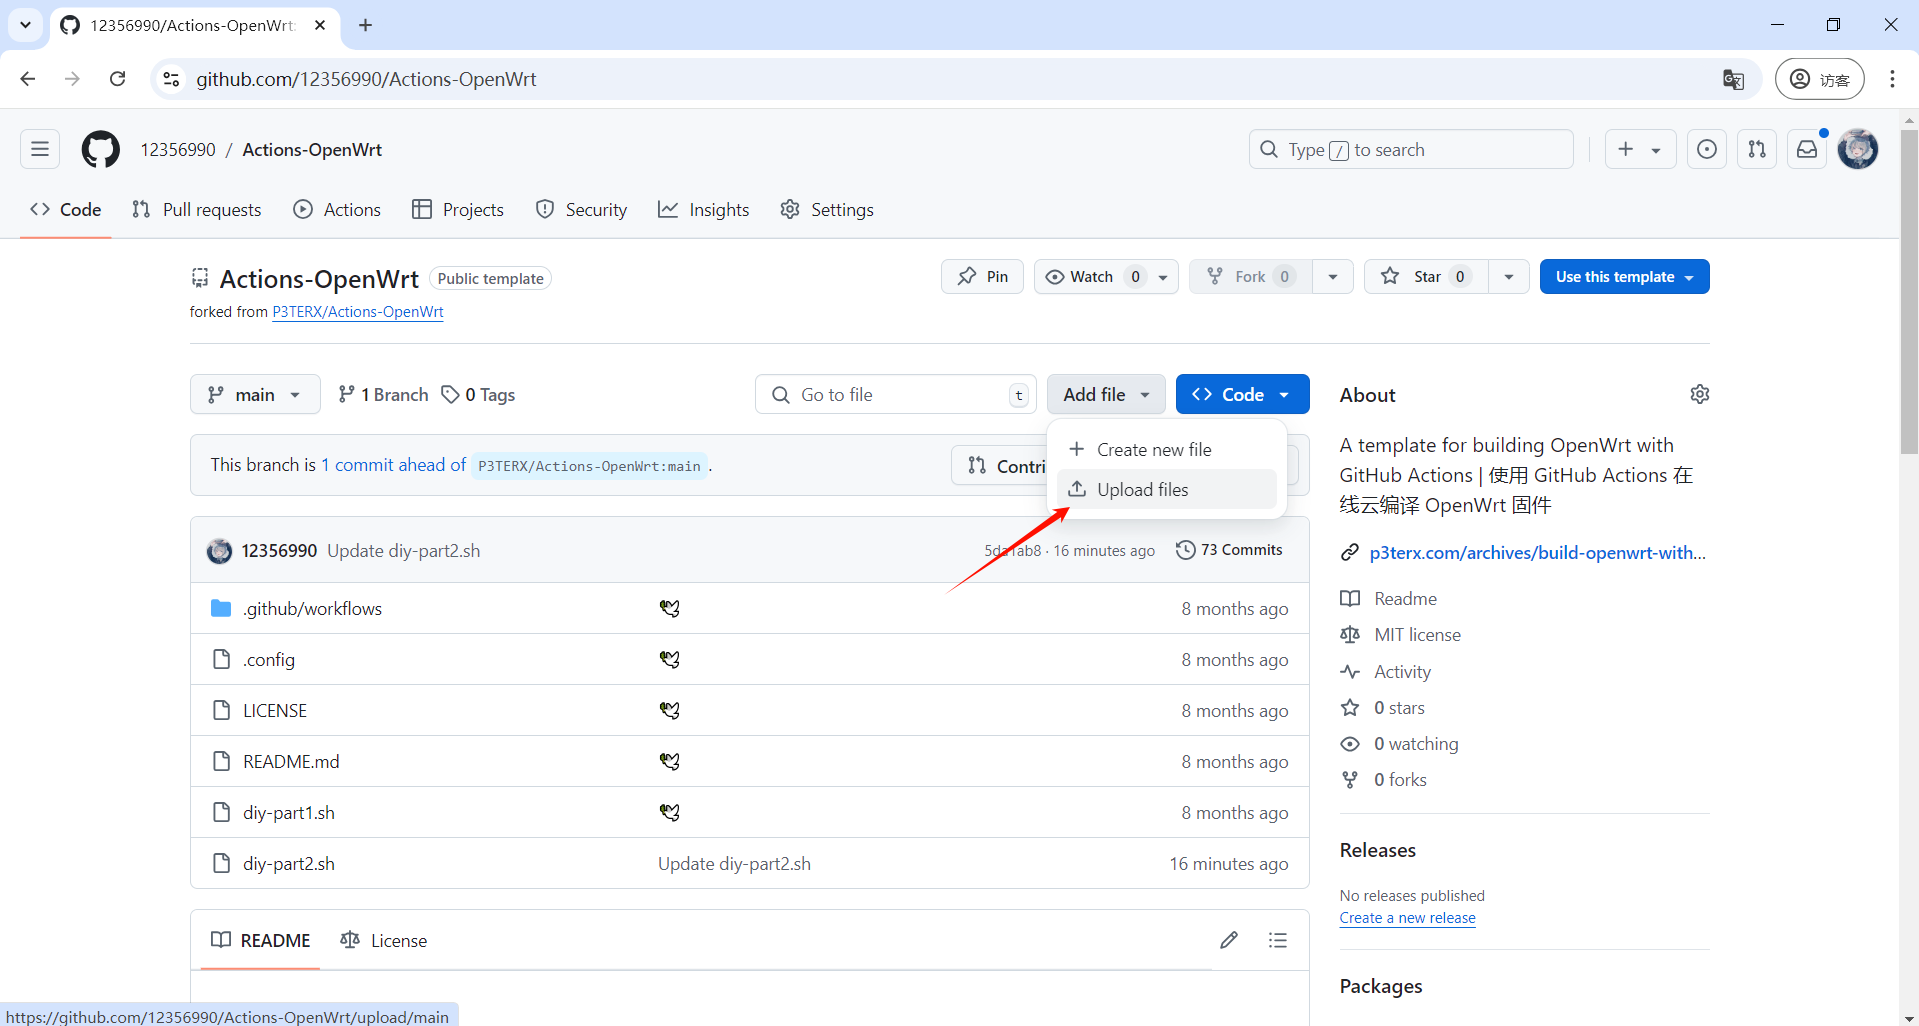 12356990/Actions-OpenWrt:
github.com/12356990/Actions-OpenWrt
访客
12356990 / Actions-OpenWrt
Type / to search
Code
Pull requests
Actions
Projects
Security
Insights
Settings
Actions-OpenWrt
Public template
forked from P3TERX/Actions-OpenWrt
Pin
Watch 0
Fork 0
Star 0
Use this template
main
1 Branch
0 Tags
Go to file
t
Add file
Code
Create new file
Upload files
This branch is 1 commit ahead of P3TERX/Actions-OpenWrt:main .
Contri
12356990 Update diy-part2.sh
· 16 minutes ago
73 Commits
.github/workflows
8 months ago
.config
8 months ago
LICENSE
8 months ago
README.md
8 months ago
diy-part1.sh
8 months ago
diy-part2.sh
Update diy-part2.sh
16 minutes ago
README
License
About
A template for building OpenWrt with
GitHub Actions | 使用 GitHub Actions 在
线云编译 OpenWrt 固件
p3terx.com/archives/build-openwrt-with...
Readme
MIT license
Activity
0 stars
0 watching
0 forks
Releases
No releases published
Create a new release
Packages
https://github.com/12356990/Actions-OpenWrt/upload/main